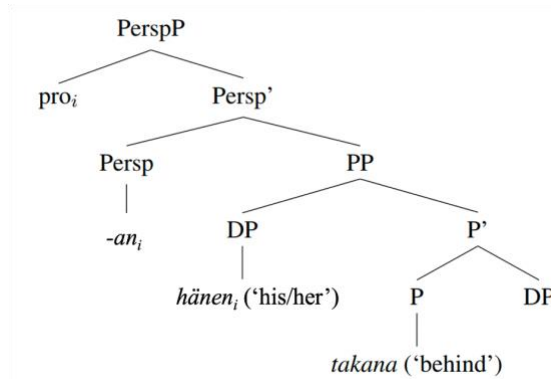 PerspP
proᵢ Persp’
Persp PP
-anᵢ DP P’
hänenᵢ (‘his/her’) P DP
takana (‘behind’)